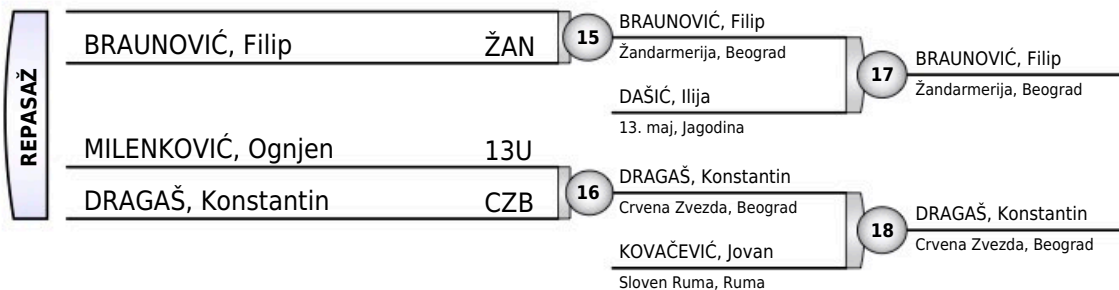 REPASAŽ
BRAUNOVIĆ, Filip ŽAN
MILENKOVIĆ, Ognjen 13U
DRAGAŠ, Konstantin CZB
15
BRAUNOVIĆ, Filip
Žandarmerija, Beograd
DAŠIĆ, Ilija
13. maj, Jagodina
16
DRAGAŠ, Konstantin
Crvena Zvezda, Beograd
KOVAČEVIĆ, Jovan
Sloven Ruma, Ruma
17
BRAUNOVIĆ, Filip
Žandarmerija, Beograd
18
DRAGAŠ, Konstantin
Crvena Zvezda, Beograd